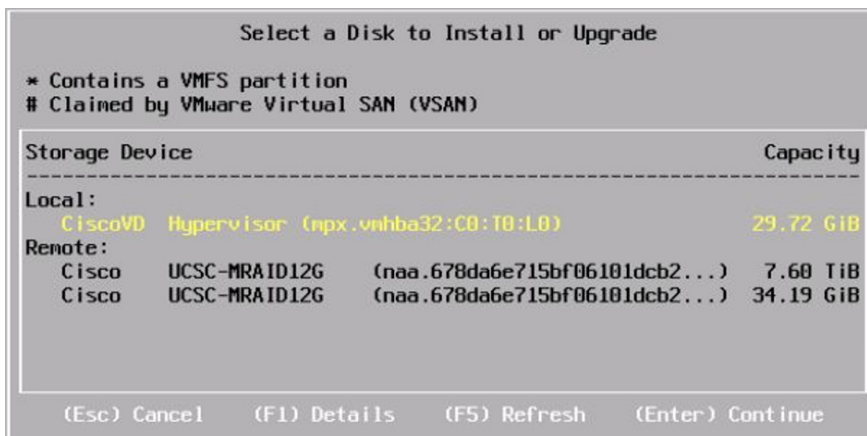 Select a Disk to Install or Upgrade
* Contains a VMFS partition
# Claimed by VMware Virtual SAN (VSAN)
Storage Device Capacity
--------------------------------------------------------------------------------
Local:
CiscoVD Hypervisor (mpx.vmhba32:C0:T0:L0) 29.72 GiB
Remote:
Cisco UCSC-MRAID12G (naa.678da6e715bf06101dcb2...) 7.60 TiB
Cisco UCSC-MRAID12G (naa.678da6e715bf06101dcb2...) 34.19 GiB
(Esc) Cancel (F1) Details (F5) Refresh (Enter) Continue